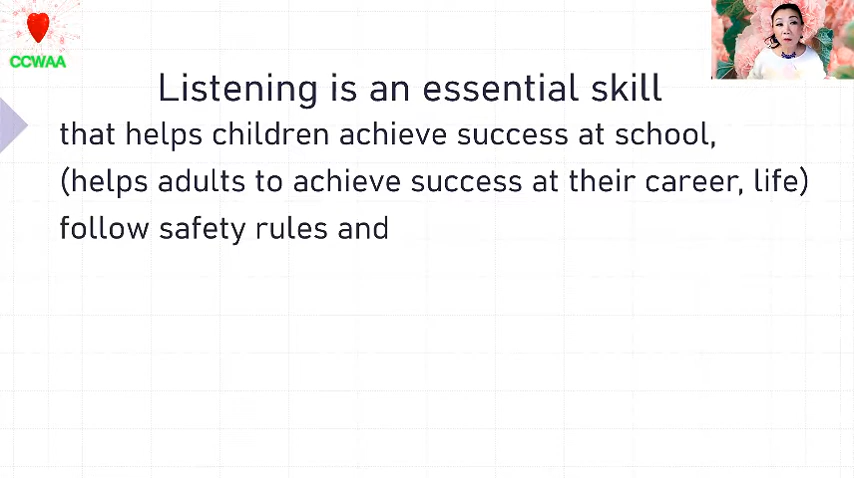 CCWAA
Listening is an essential skill
that helps children achieve success at school,
(helps adults to achieve success at their career, life)
follow safety rules and